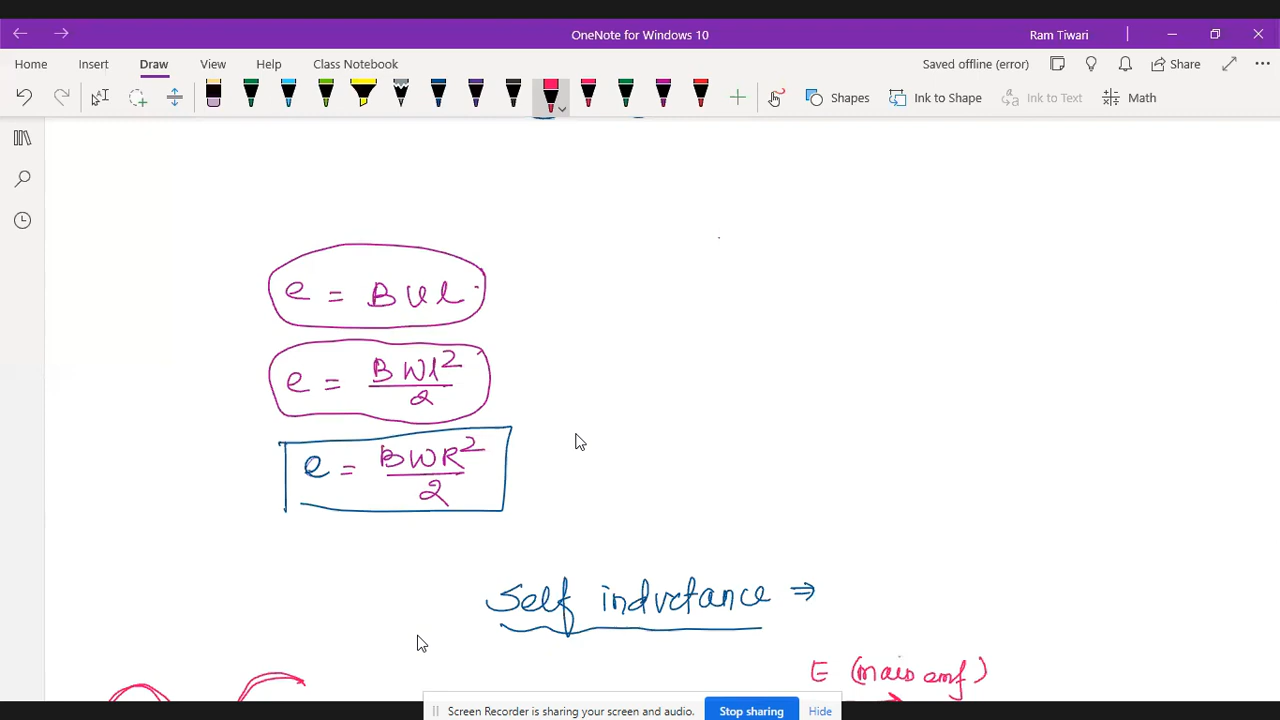 OneNote for Windows 10
Ram Tiwari
Home Insert Draw View Help Class Notebook
Saved offline (error)
Share
Shapes Ink to Shape Ink to Text Math
e = Bvl
e = BWl²/2
e = BWR²/2
Self inductance ⇒
E (main emf)
Screen Recorder is sharing your screen and audio.
Stop sharing
Hide